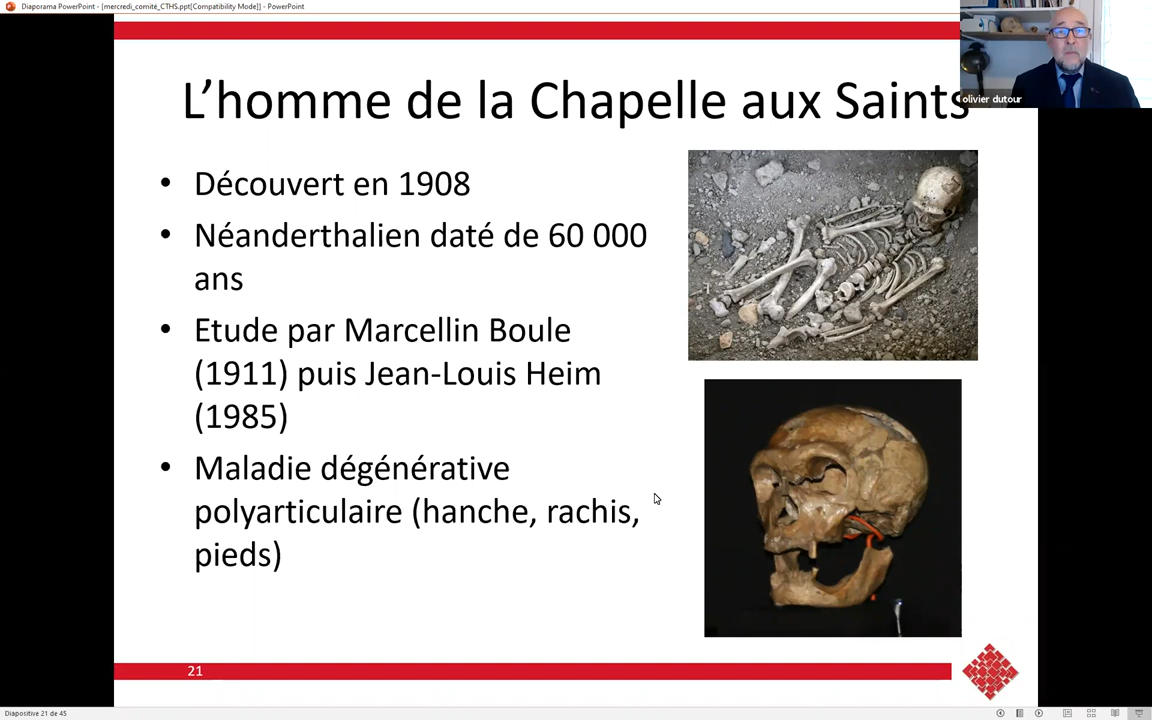 Diaporama PowerPoint - [mercredi_comité_CTHS.ppt[Compatibility Mode]] - PowerPoint
olivier dutour
L’homme de la Chapelle aux Saints
• Découvert en 1908
• Néanderthalien daté de 60 000
ans
• Etude par Marcellin Boule
(1911) puis Jean-Louis Heim
(1985)
• Maladie dégénérative
polyarticulaire (hanche, rachis,
pieds)
21
Diapositive 21 de 45